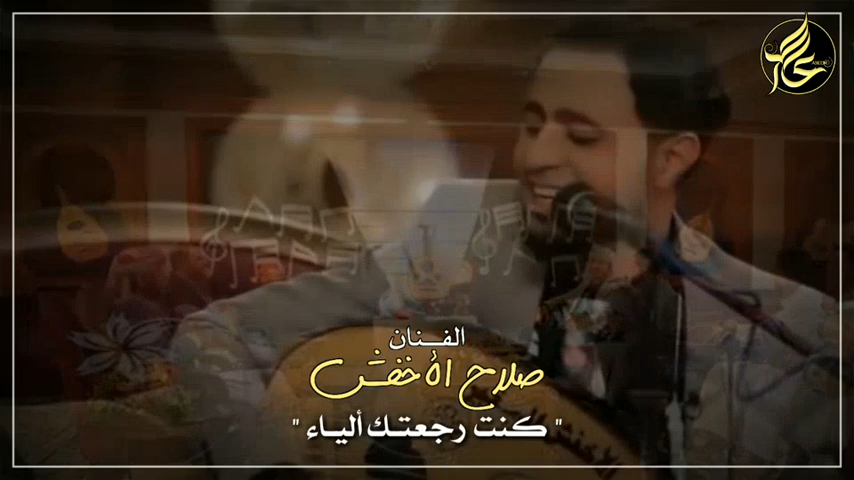 الفنان
صلاح الأخفش
" كنت رجعتك ألياء "